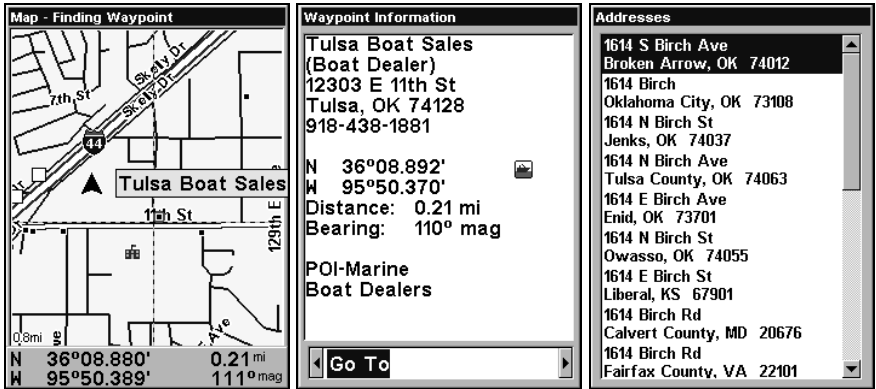 Map - Finding Waypoint
Skelly Dr
Skelly Dr
7th St
44
Tulsa Boat Sales
11th St
129th E
Ave
0.8mi
N 36º08.880' 0.21 mi
W 95º50.389' 111º mag
Waypoint Information
Tulsa Boat Sales
(Boat Dealer)
12303 E 11th St
Tulsa, OK 74128
918-438-1881
N 36º08.892'
W 95º50.370'
Distance: 0.21 mi
Bearing: 110º mag
POI-Marine
Boat Dealers
Go To
Addresses
1614 S Birch Ave
Broken Arrow, OK 74012
1614 Birch
Oklahoma City, OK 73108
1614 N Birch St
Jenks, OK 74037
1614 N Birch Ave
Tulsa County, OK 74063
1614 E Birch Ave
Enid, OK 73701
1614 N Birch St
Owasso, OK 74055
1614 E Birch St
Liberal, KS 67901
1614 Birch Rd
Calvert County, MD 20676
1614 Birch Rd
Fairfax County, VA 22101